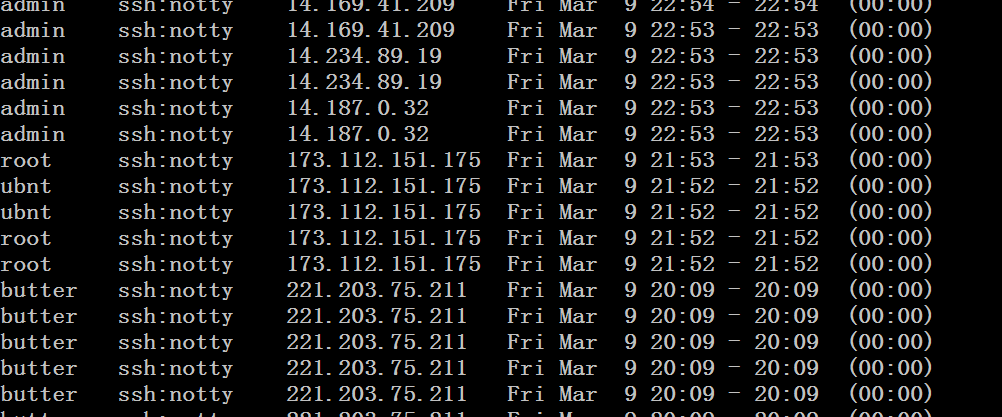 admin ssh:notty 14.169.41.209 Fri Mar 9 22:54 - 22:54 (00:00)
admin ssh:notty 14.169.41.209 Fri Mar 9 22:53 - 22:53 (00:00)
admin ssh:notty 14.234.89.19 Fri Mar 9 22:53 - 22:53 (00:00)
admin ssh:notty 14.234.89.19 Fri Mar 9 22:53 - 22:53 (00:00)
admin ssh:notty 14.187.0.32 Fri Mar 9 22:53 - 22:53 (00:00)
admin ssh:notty 14.187.0.32 Fri Mar 9 22:53 - 22:53 (00:00)
root ssh:notty 173.112.151.175 Fri Mar 9 21:53 - 21:53 (00:00)
ubnt ssh:notty 173.112.151.175 Fri Mar 9 21:52 - 21:52 (00:00)
ubnt ssh:notty 173.112.151.175 Fri Mar 9 21:52 - 21:52 (00:00)
root ssh:notty 173.112.151.175 Fri Mar 9 21:52 - 21:52 (00:00)
root ssh:notty 173.112.151.175 Fri Mar 9 21:52 - 21:52 (00:00)
butter ssh:notty 221.203.75.211 Fri Mar 9 20:09 - 20:09 (00:00)
butter ssh:notty 221.203.75.211 Fri Mar 9 20:09 - 20:09 (00:00)
butter ssh:notty 221.203.75.211 Fri Mar 9 20:09 - 20:09 (00:00)
butter ssh:notty 221.203.75.211 Fri Mar 9 20:09 - 20:09 (00:00)
butter ssh:notty 221.203.75.211 Fri Mar 9 20:09 - 20:09 (00:00)